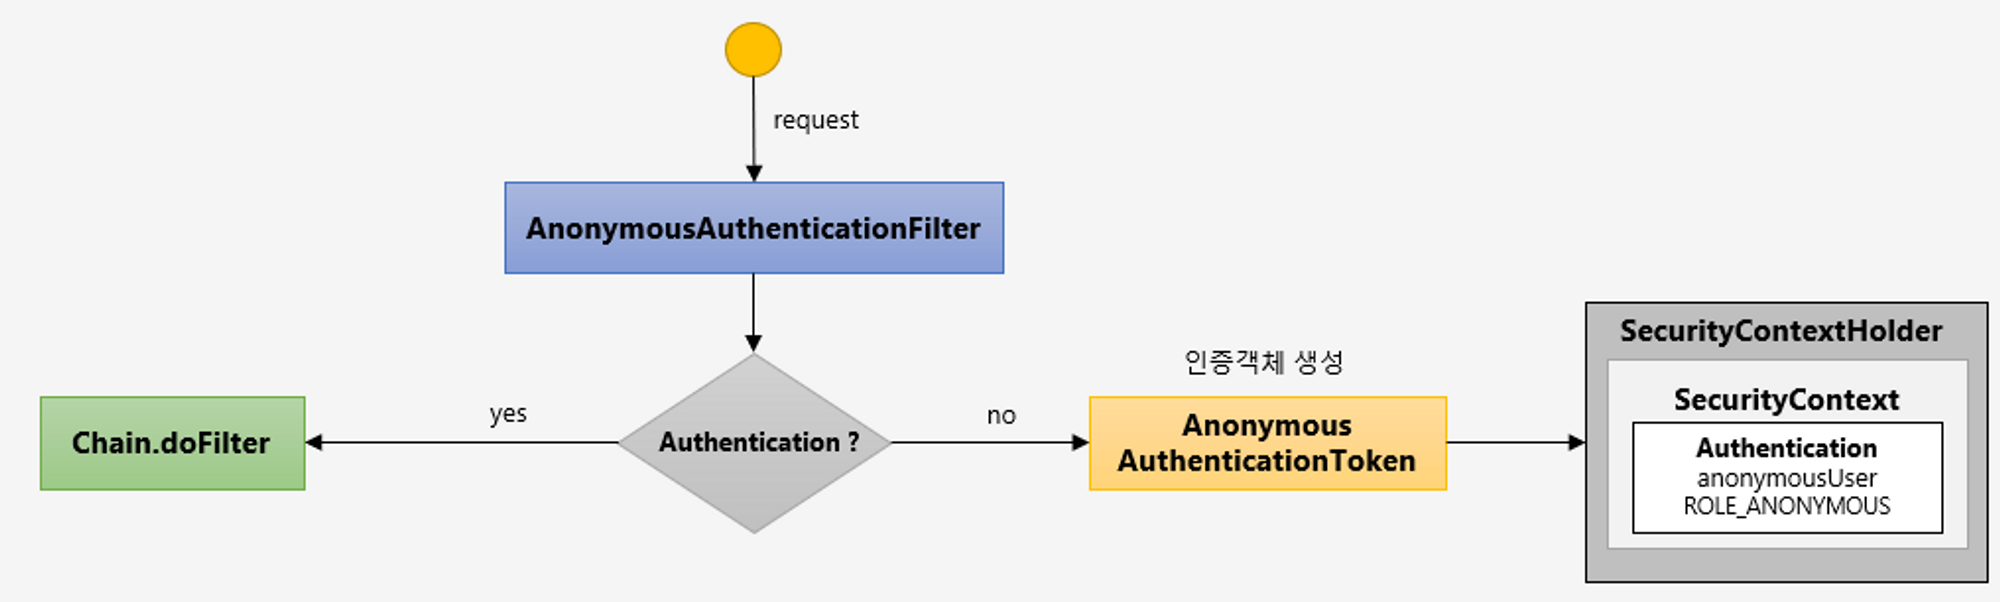 request
AnonymousAuthenticationFilter
Authentication ?
yes
Chain.doFilter
no
인증객체 생성
Anonymous
AuthenticationToken
SecurityContextHolder
SecurityContext
Authentication
anonymousUser
ROLE_ANONYMOUS